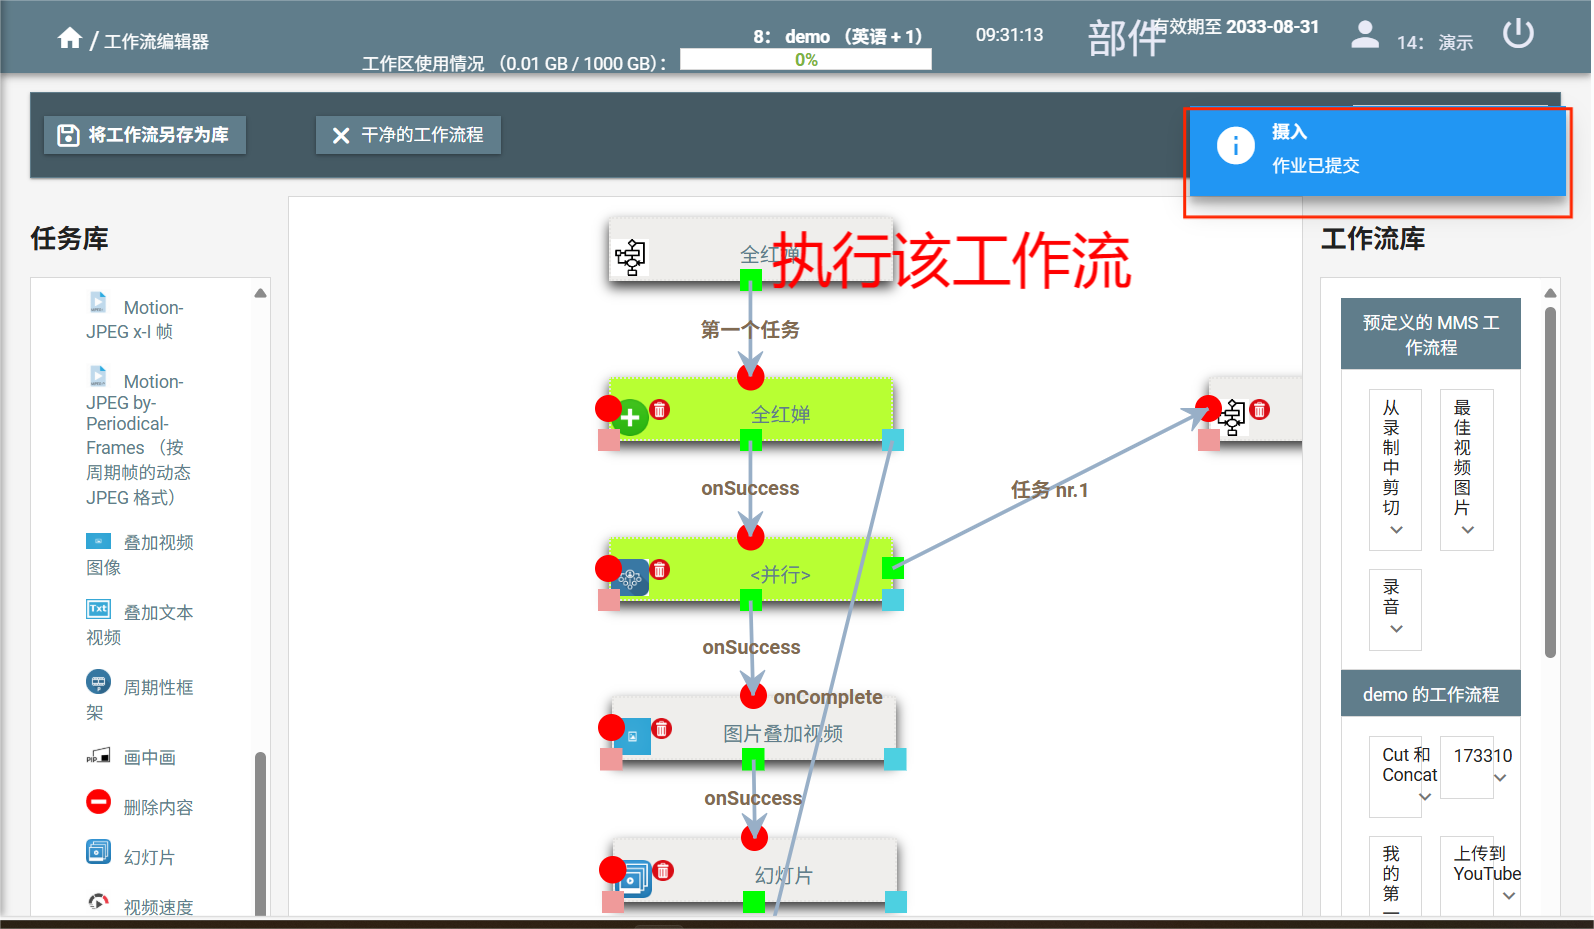 / 工作流编辑器
8： demo （英语 + 1）
工作区使用情况 （0.01 GB / 1000 GB）：
0%
09:31:13
部件
有效期至 2033-08-31
14： 演示
将工作流另存为库
干净的工作流程
摄入
作业已提交
任务库
Motion-
JPEG x-l 帧
Motion-
JPEG by-
Periodical-
Frames （按
周期帧的动态
JPEG 格式）
叠加视频
图像
Txt
叠加文本
视频
周期性框
架
PIP
画中画
删除内容
幻灯片
视频速度
全红婵
执行该工作流
第一个任务
全红婵
onSuccess
任务 nr.1
<并行>
onSuccess
onComplete
图片叠加视频
onSuccess
幻灯片
工作流库
预定义的 MMS 工
作流程
从
录
制
中
剪
切
最
佳
视
频
图
片
录
音
demo 的工作流程
Cut 和
Concat
173310
我
的
第
一
上传到
YouTube